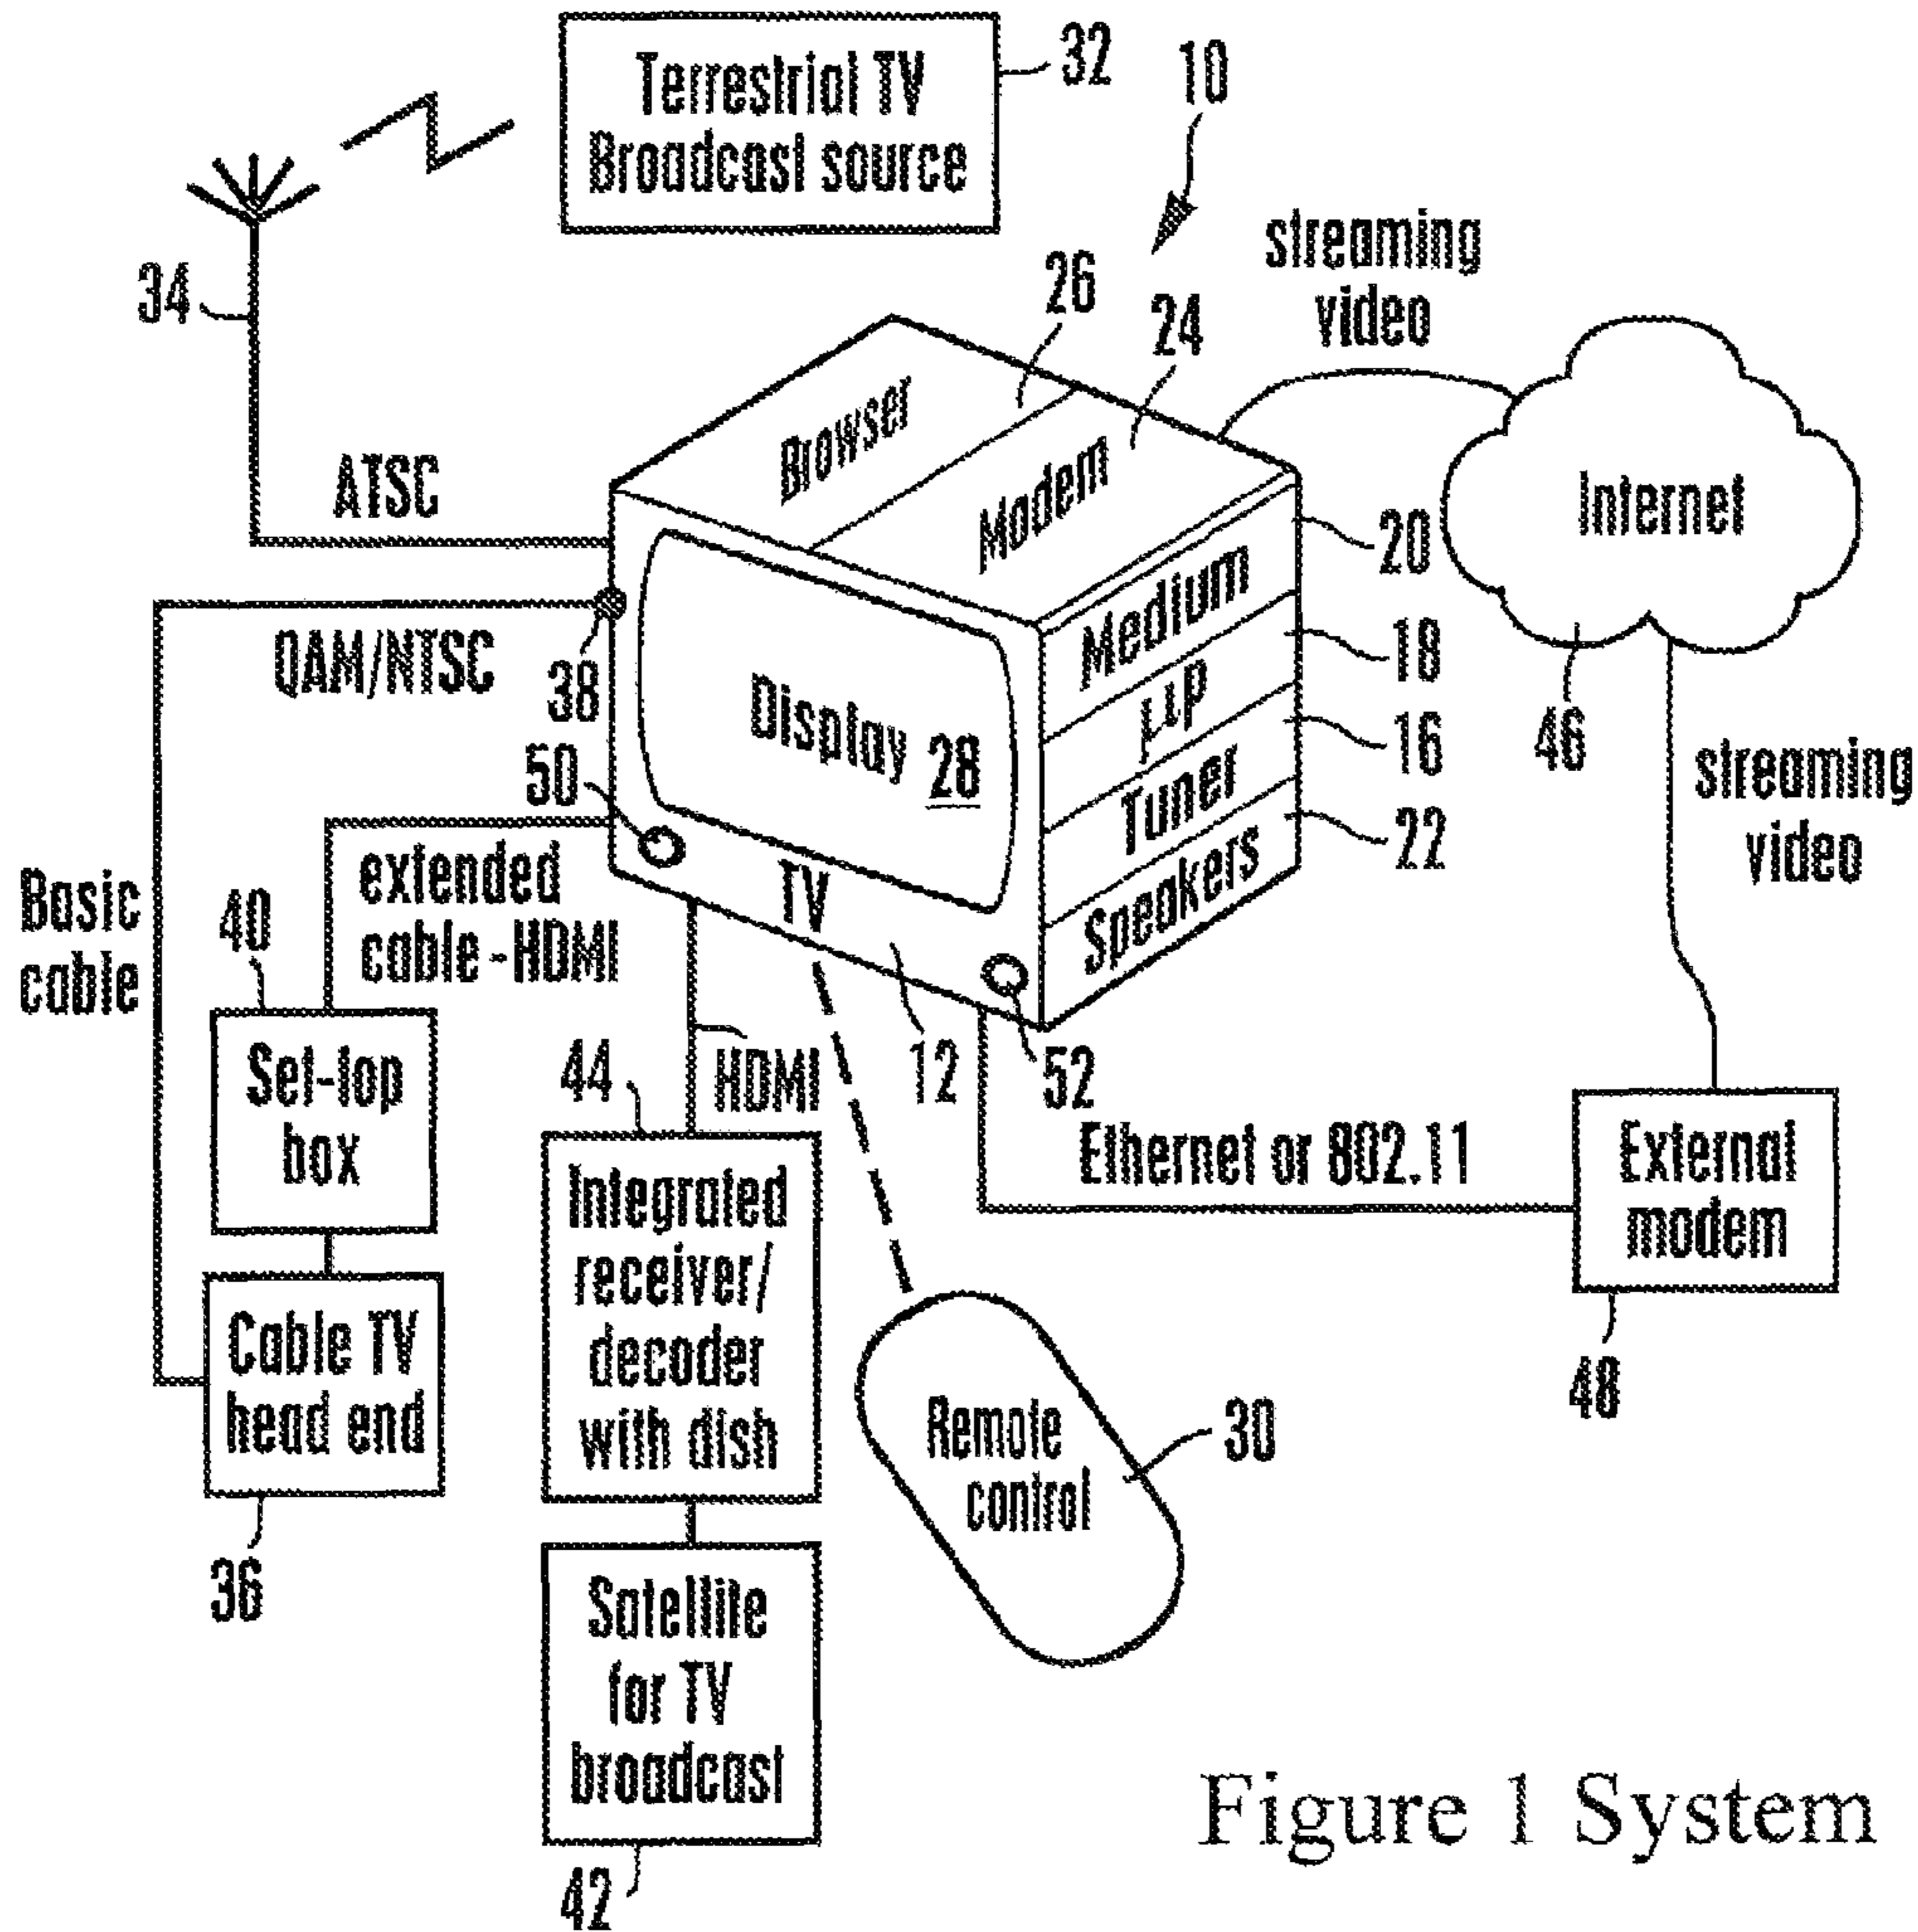 Terrestrial TV
Broadcast source
32
10
34
ATSC
26
24
streaming
video
Browser
Modem
Internet
46
QAM/NTSC
38
50
Display 28
TV
Medium
µP
Tuner
Speakers
20
18
16
22
streaming
video
Basic
cable
extended
cable-HDMI
40
Set-top
box
Cable TV
head end
36
HDMI
44
Integrated
receiver/
decoder
with dish
Satellite
for TV
broadcast
42
12
52
Ethernet or 802.11
External
modem
48
Remote
control
30
Figure 1 System